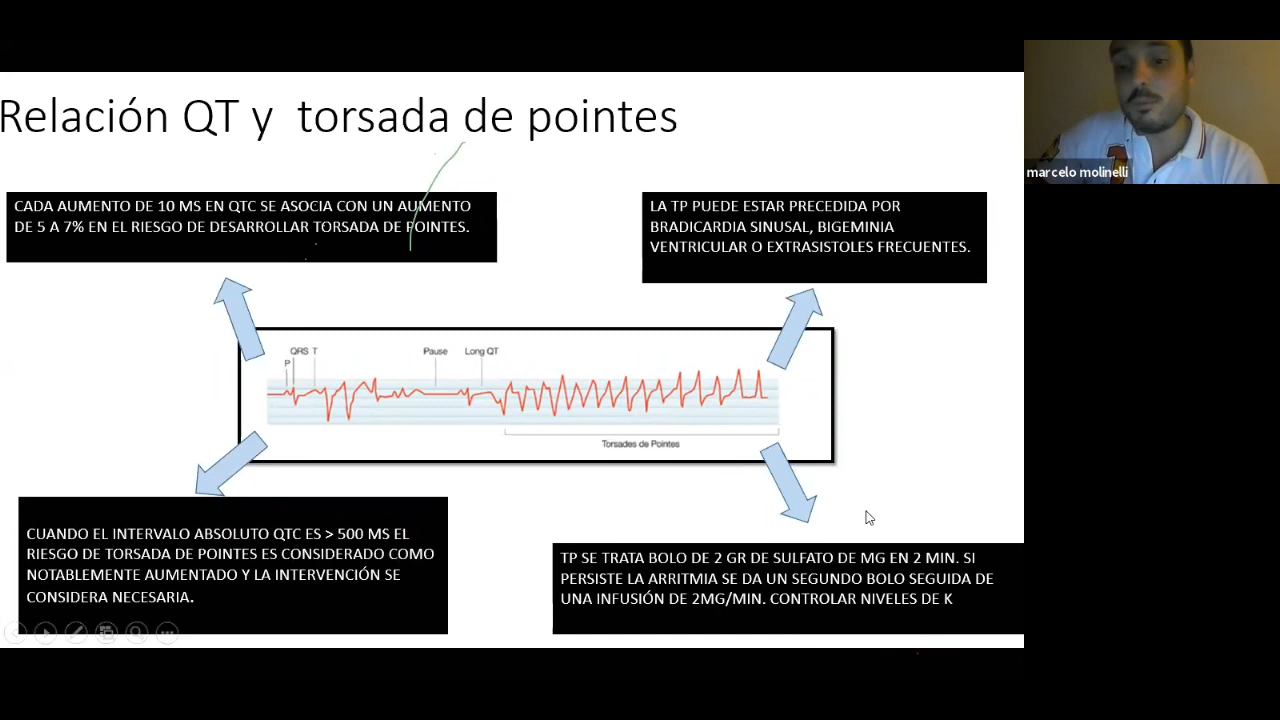 Relación QT y torsada de pointes
marcelo molinelli
CADA AUMENTO DE 10 MS EN QTC SE ASOCIA CON UN AUMENTO
DE 5 A 7% EN EL RIESGO DE DESARROLLAR TORSADA DE POINTES.
LA TP PUEDE ESTAR PRECEDIDA POR
BRADICARDIA SINUSAL, BIGEMINIA
VENTRICULAR O EXTRASISTOLES FRECUENTES.
QRS T
P
Pause
Long QT
Torsades de Pointes
CUANDO EL INTERVALO ABSOLUTO QTC ES > 500 MS EL
RIESGO DE TORSADA DE POINTES ES CONSIDERADO COMO
NOTABLEMENTE AUMENTADO Y LA INTERVENCIÓN SE
CONSIDERA NECESARIA.
TP SE TRATA BOLO DE 2 GR DE SULFATO DE MG EN 2 MIN. SI
PERSISTE LA ARRITMIA SE DA UN SEGUNDO BOLO SEGUIDA DE
UNA INFUSIÓN DE 2MG/MIN. CONTROLAR NIVELES DE K